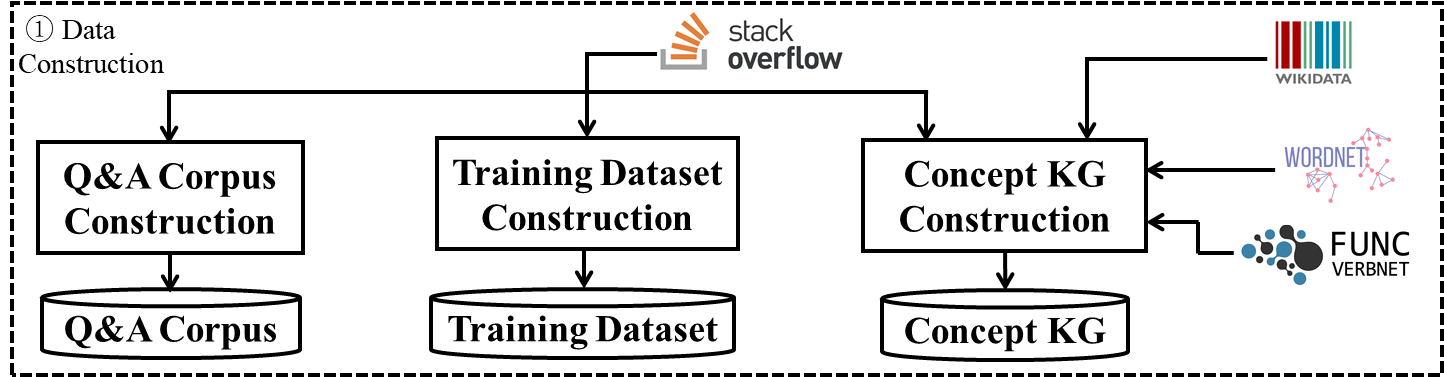 ① Data
Construction
stack
overflow
WIKIDATA
Q&A Corpus
Construction
Training Dataset
Construction
Concept KG
Construction
WORDNET
FUNC
VERBNET
Q&A Corpus
Training Dataset
Concept KG